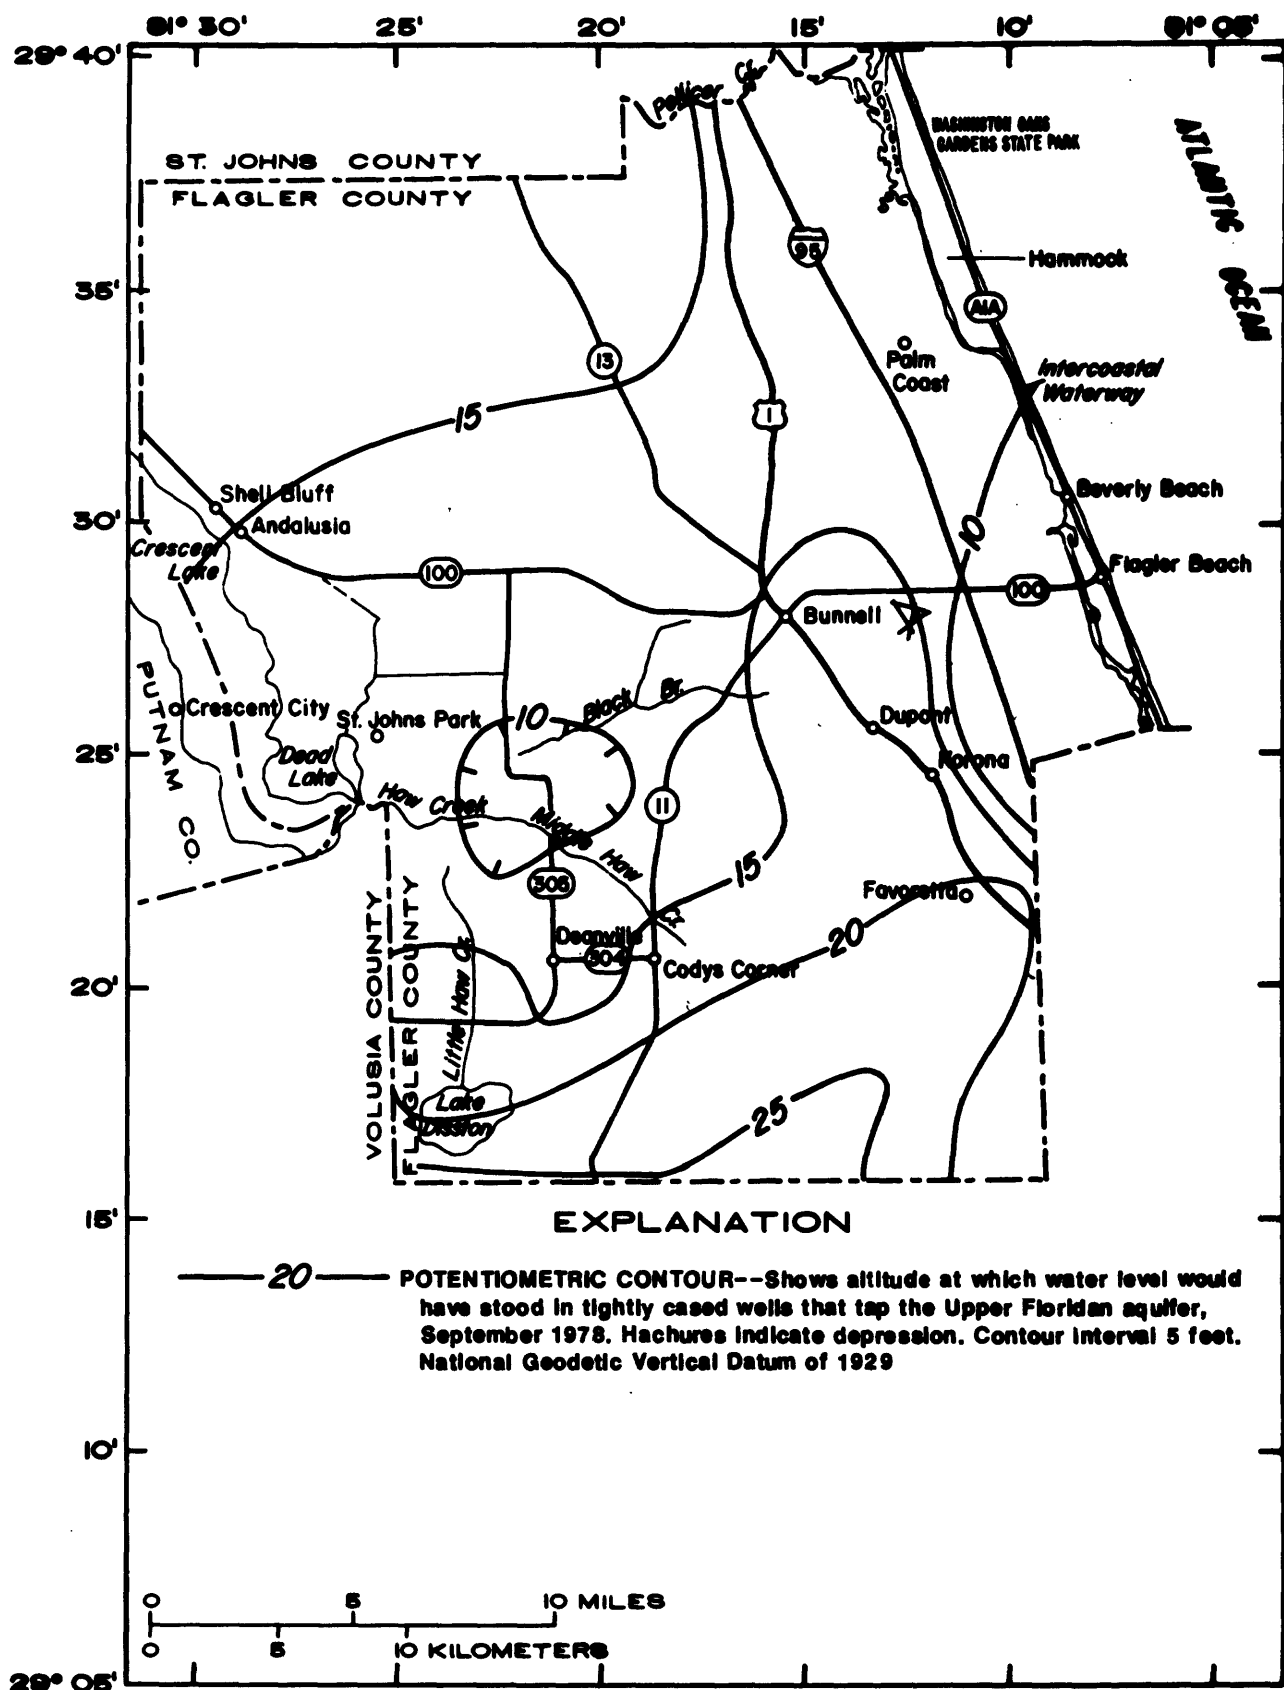 81° 30' 25' 20' 15' 10' 81° 05'
29° 40'
Pellicer Cr.
WASHINGTON OAKS
GARDENS STATE PARK
ATLANTIC OCEAN
ST. JOHNS COUNTY
FLAGLER COUNTY
95
Hammock
35'
A1A
13
Palm
Coast
Intercoastal
Waterway
15
1
Shell Bluff
Beverly Beach
30'
Andalusia
10
Crescent
Lake
100
Flagler Beach
100
Bunnell
PUTNAM CO.
Crescent City
St. Johns Park
10
Black Br.
Dupont
25'
Dead
Lake
Korona
Haw Creek
11
Middle Haw Cr.
15
305
Favoretta
VOLUSIA COUNTY
FLAGLER COUNTY
20
Deanville
304
Codys Corner
20'
Little Haw Cr.
Lake
Disston
25
15'
EXPLANATION
20 POTENTIOMETRIC CONTOUR--Shows altitude at which water level would
have stood in tightly cased wells that tap the Upper Floridan aquifer,
September 1978. Hachures indicate depression. Contour interval 5 feet.
National Geodetic Vertical Datum of 1929
10'
0 5 10 MILES
0 5 10 KILOMETERS
29° 05'